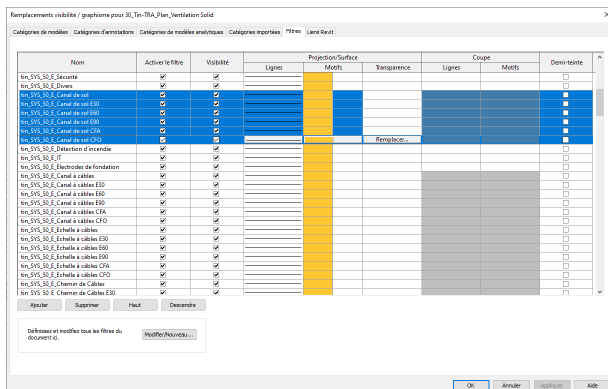 Remplacements visibilité / graphisme pour 30_Tin-TRA_Plan_Ventilation Solid
Catégories de modèles Catégories d'annotations Catégories de modèles analytiques Catégories importées Filtres Liens Revit
Nom Activer le filtre Visibilité Projection/Surface Coupe Demi-teinte
Lignes Motifs Transparence Lignes Motifs
tin_SYS_50_E_Sécurité
tin_SYS_50_E_Divers
tin_SYS_50_E_Canal de sol
tin_SYS_50_E_Canal de sol E30
tin_SYS_50_E_Canal de sol E60
tin_SYS_50_E_Canal de sol E90
tin_SYS_50_E_Canal de sol CFA
tin_SYS_50_E_Canal de sol CFO Remplacer...
tin_SYS_50_E_Détection d'incendie
tin_SYS_50_E_IT
tin_SYS_50_E_Electrodes de fondation
tin_SYS_50_E_Canal à câbles
tin_SYS_50_E_Canal à câbles E30
tin_SYS_50_E_Canal à câbles E60
tin_SYS_50_E_Canal à câbles E90
tin_SYS_50_E_Canal à câbles CFA
tin_SYS_50_E_Canal à câbles CFO
tin_SYS_50_E_Echelle à câbles
tin_SYS_50_E_Echelle à câbles E30
tin_SYS_50_E_Echelle à câbles E60
tin_SYS_50_E_Echelle à câbles E90
tin_SYS_50_E_Echelle à câbles CFA
tin_SYS_50_E_Echelle à câbles CFO
tin_SYS_50_E_Chemin de Câbles
tin_SYS_50_E_Chemin de Câbles E30
Ajouter Supprimer Haut Descendre
Définissez et modifiez tous les filtres du
document ici. Modifier/Nouveau...
OK Annuler Appliquer Aide